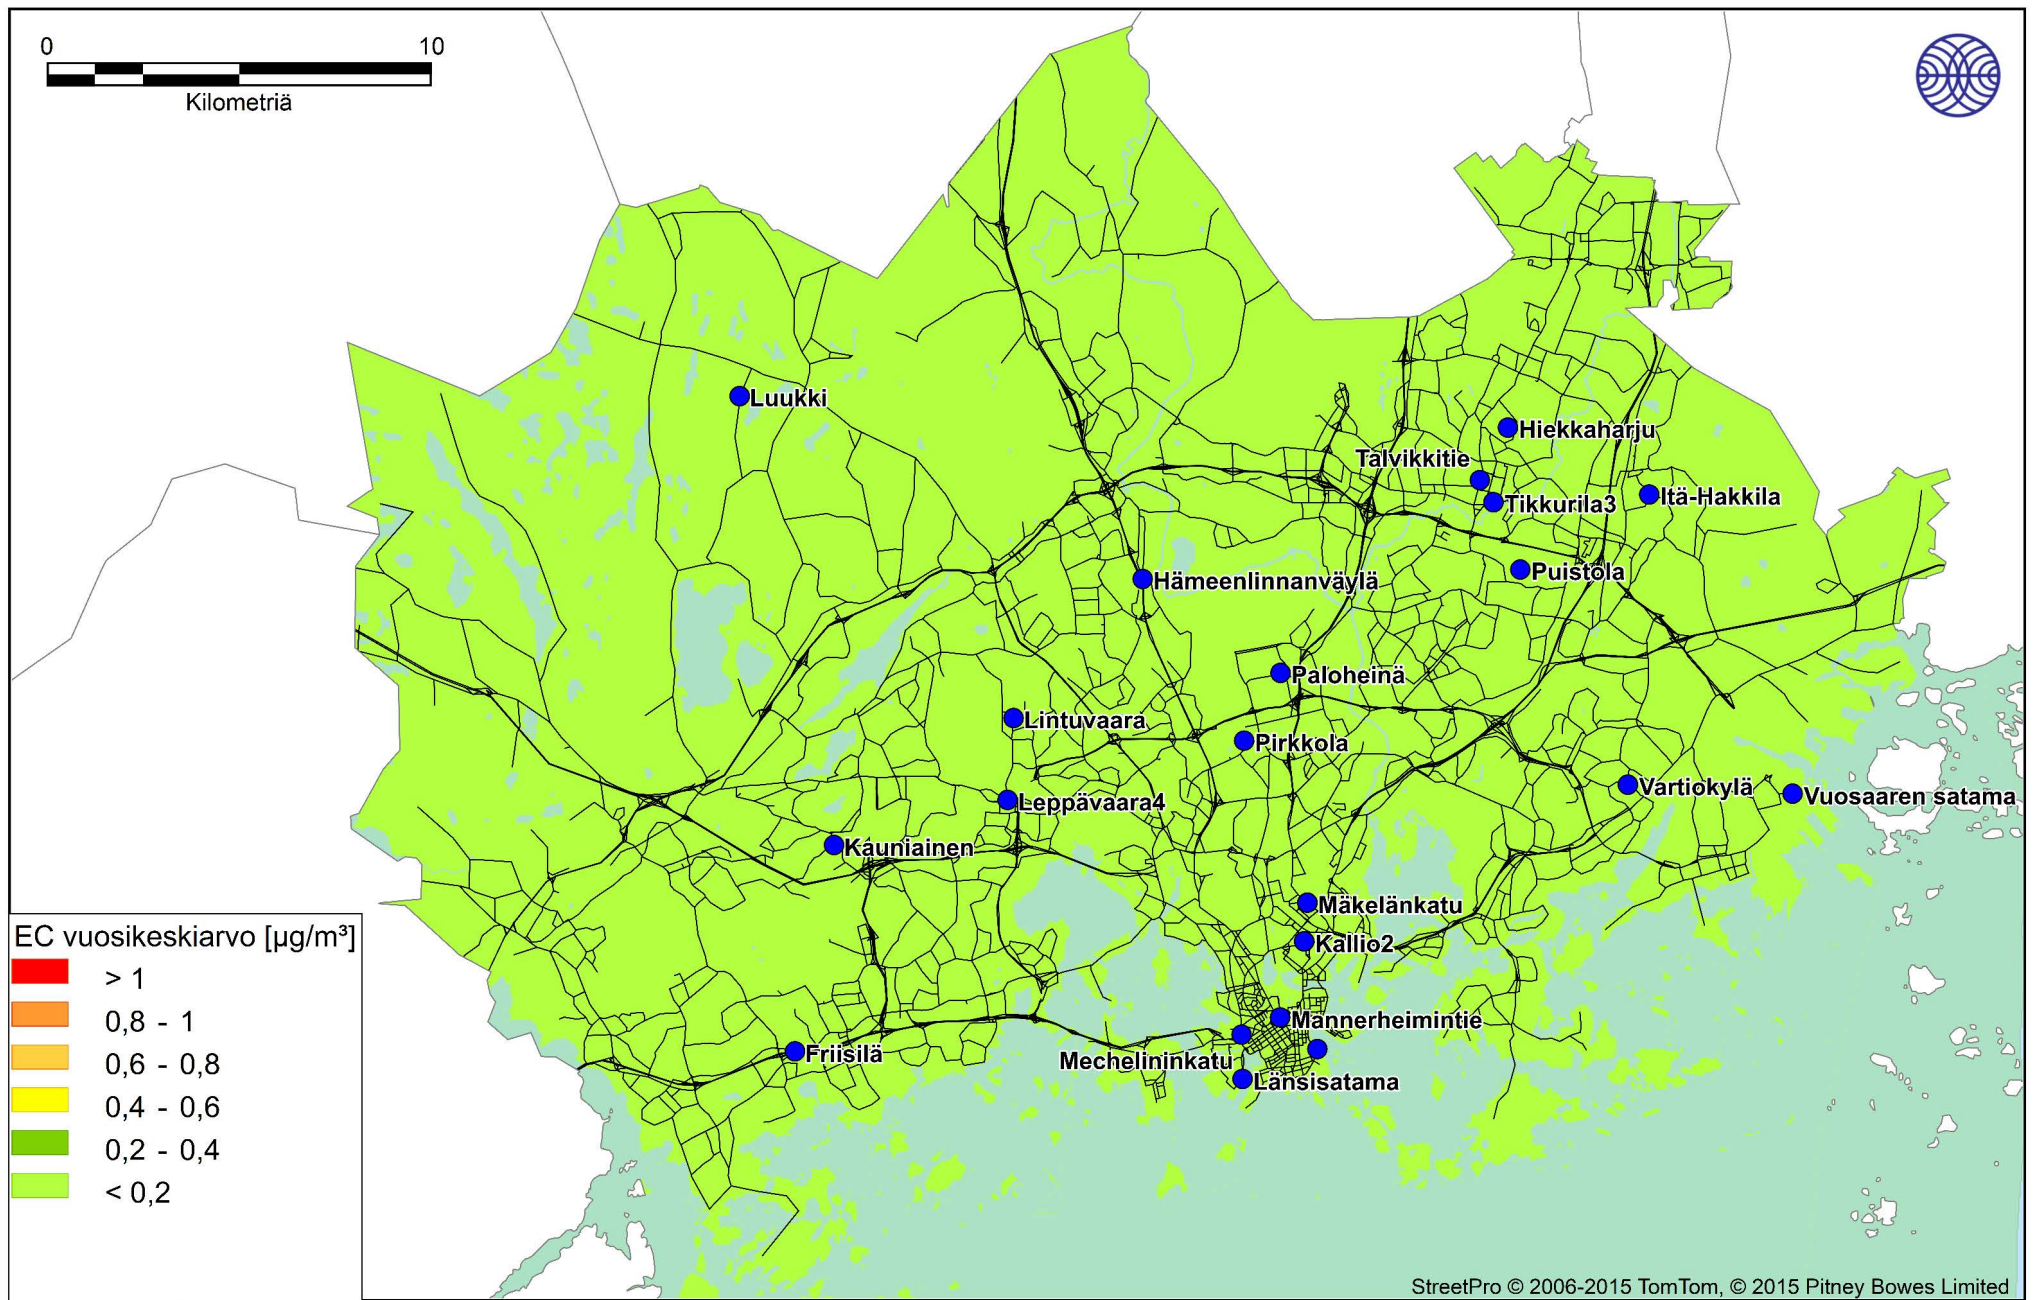 0 10
Kilometriä
Luukki
Hiekkaharju
Talvikkitie
Itä-Hakkila
Tikkurila3
Puistola
Hämeenlinnanväylä
Paloheinä
Lintuvaara
Pirkkola
Vartiokylä
Vuosaaren satama
Leppävaara4
Kauniainen
Mäkelänkatu
Kallio2
Mannerheimintie
Friisilä
Mechelininkatu
Länsisatama
EC vuosikeskiarvo [µg/m³]
> 1
0,8 - 1
0,6 - 0,8
0,4 - 0,6
0,2 - 0,4
< 0,2
StreetPro © 2006-2015 TomTom, © 2015 Pitney Bowes Limited